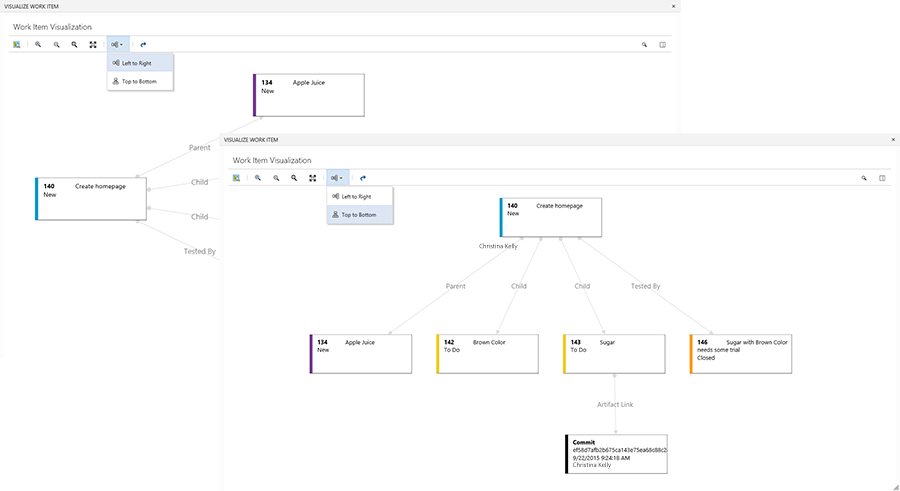 VISUALIZE WORK ITEM
Work Item Visualization
Left to Right
Top to Bottom
134 Apple Juice
New
Parent
Child
140 Create homepage
New
Child
Tested By
VISUALIZE WORK ITEM
Work Item Visualization
Left to Right
Top to Bottom
140 Create homepage
New
Christina Kelly
Parent Child Child Tested By
134 Apple Juice
New
142 Brown Color
To Do
143 Sugar
To Do
146 Sugar with Brown Color
needs some trial
Closed
Artifact Link
Commit
9/22/2015 9:24:18 AM
Christina Kelly